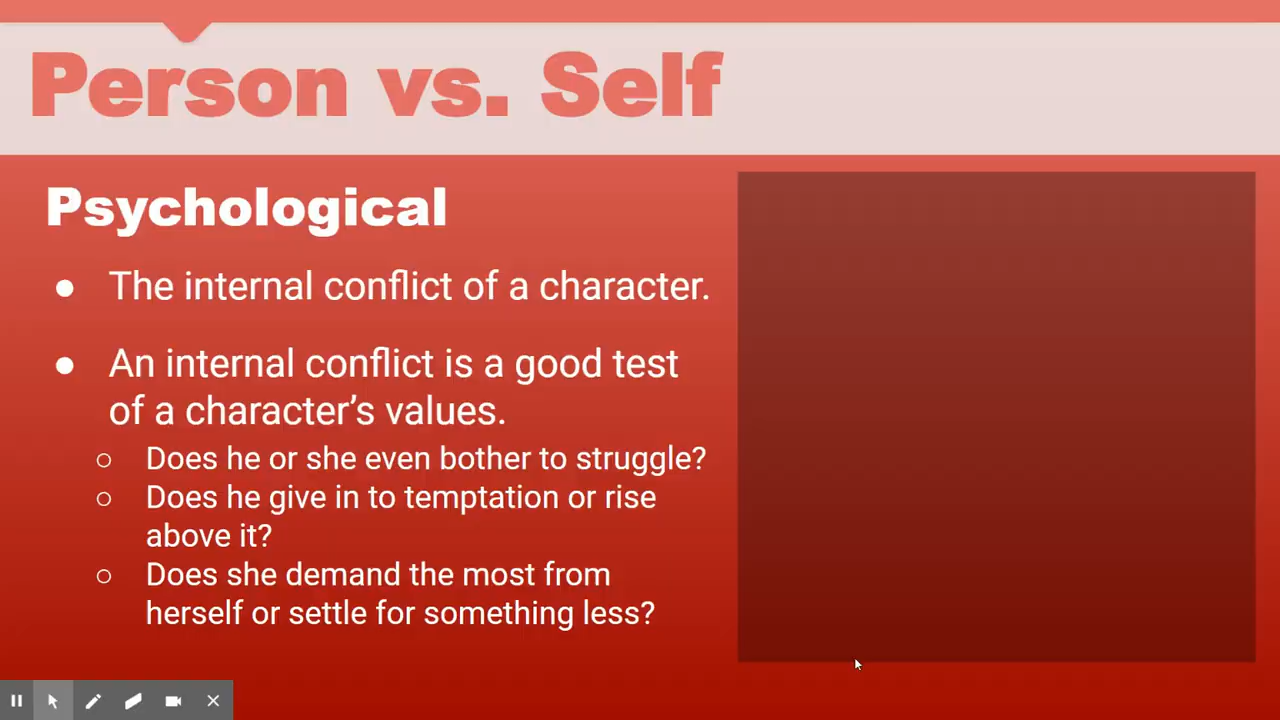 Person vs. Self
Psychological
● The internal conflict of a character.
● An internal conflict is a good test
of a character’s values.
○ Does he or she even bother to struggle?
○ Does he give in to temptation or rise
above it?
○ Does she demand the most from
herself or settle for something less?